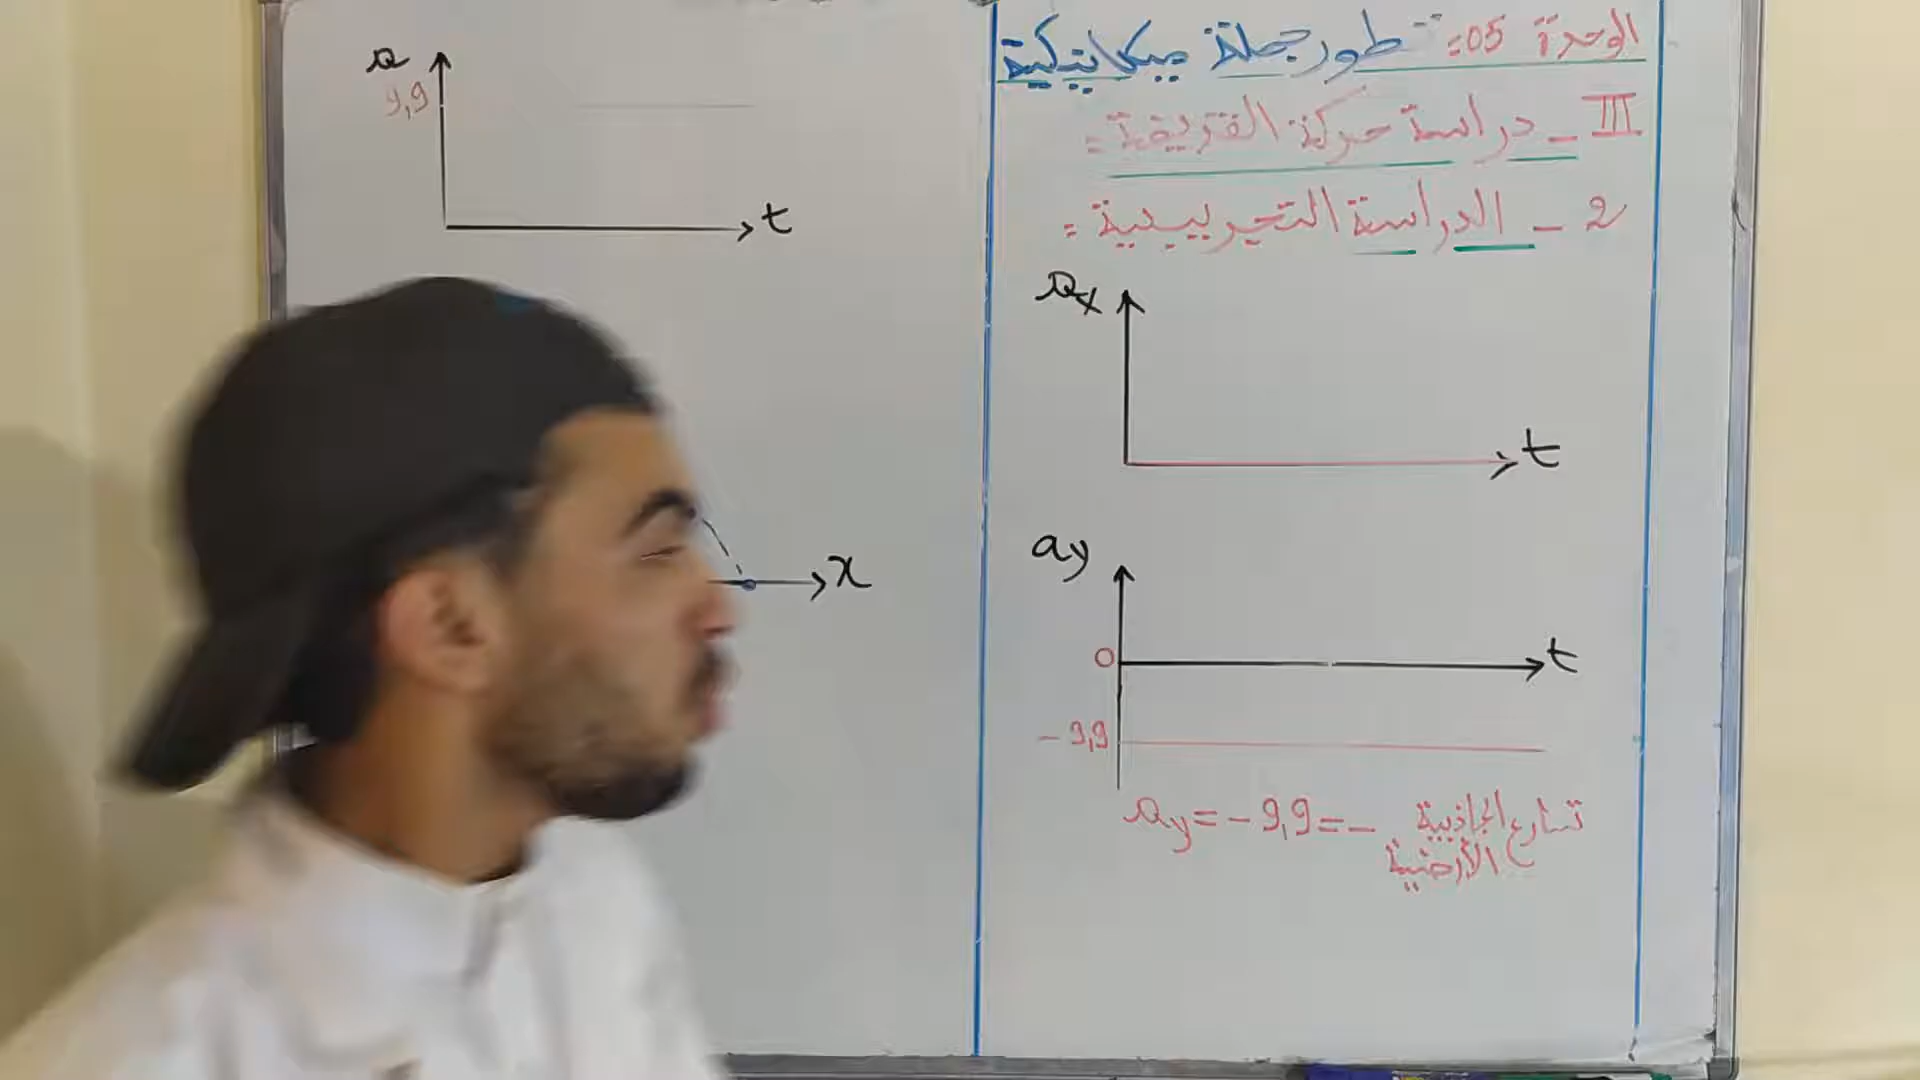 الوحدة 05: تطور جملة ميكانيكية
III - دراسة حركة القذيفة:
2 - الدراسة التجريبية:
ax
t
ay
0
t
- 9,9
ay = - 9,9 = - تسارع الجاذبية
الأرضية
a
9,9
t
x